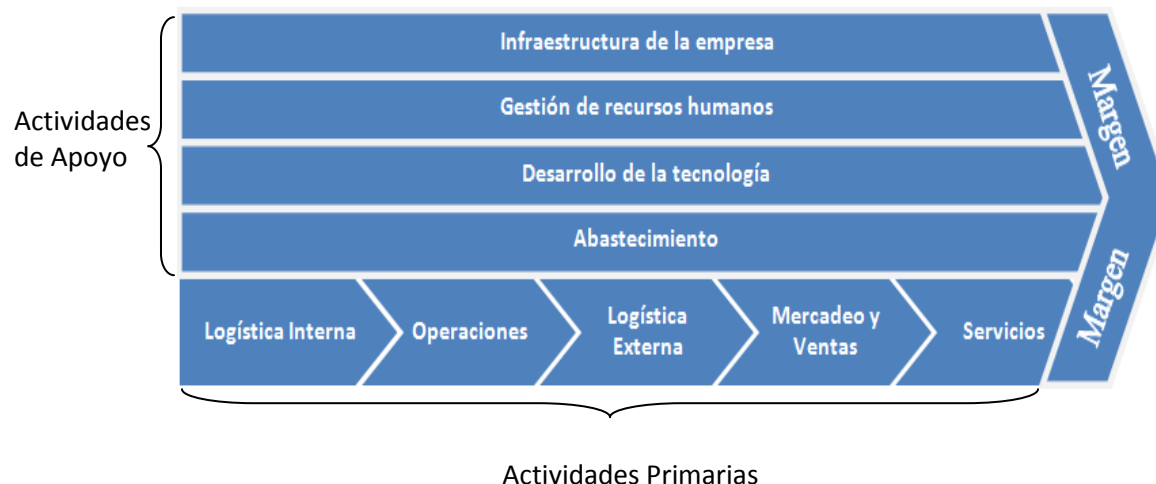 Infraestructura de la empresa
Gestión de recursos humanos
Actividades
de Apoyo
Desarrollo de la tecnología
Abastecimiento
Margen
Margen
Logística Interna
Operaciones
Logística
Externa
Mercadeo y
Ventas
Servicios
Actividades Primarias